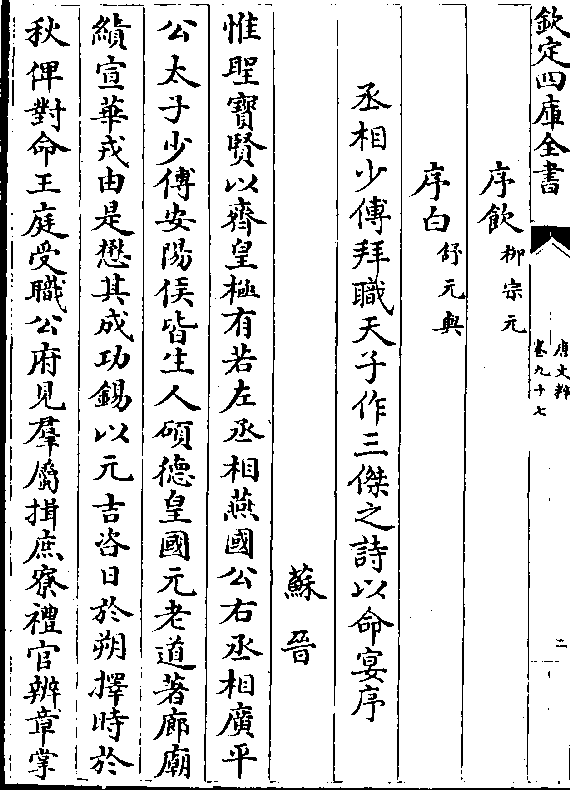 欽定四庫全書
唐文粹
卷九十七
二
序飲 柳宗元
序白 舒元輿
丞相少傅拜職天子作三傑之詩以命宴序
蘇晉
惟聖寶賢以齊皇極有若左丞相燕國公右丞相廣平
公太子少傅安陽侯皆生人碩德皇國元老道著廊廟
績宣華戎由是懋其成功錫以元吉咨日於朔擇時於
秋俾對命王庭受職公府見羣屬揖庶寮禮官辨章掌